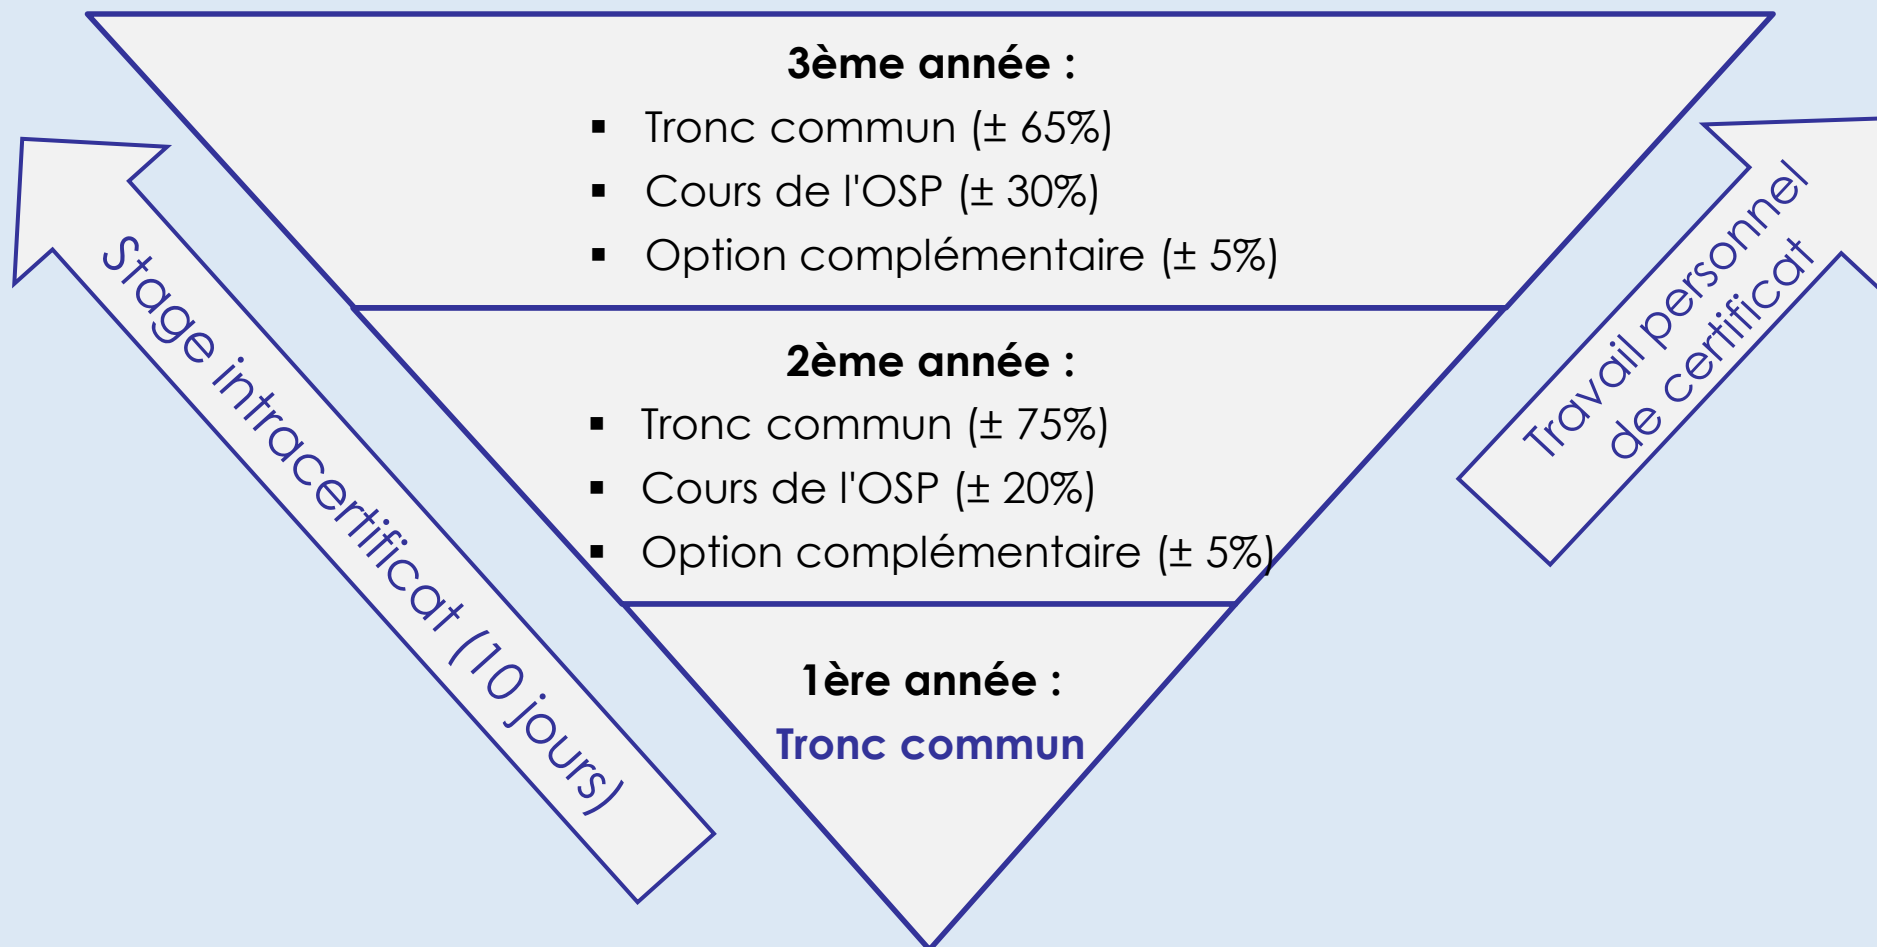 3ème année :
▪ Tronc commun (± 65%)
▪ Cours de l'OSP (± 30%)
▪ Option complémentaire (± 5%)
Stage intracertificat (10 jours)
Travail personnel
de certificat
2ème année :
▪ Tronc commun (± 75%)
▪ Cours de l'OSP (± 20%)
▪ Option complémentaire (± 5%)
1ère année :
Tronc commun